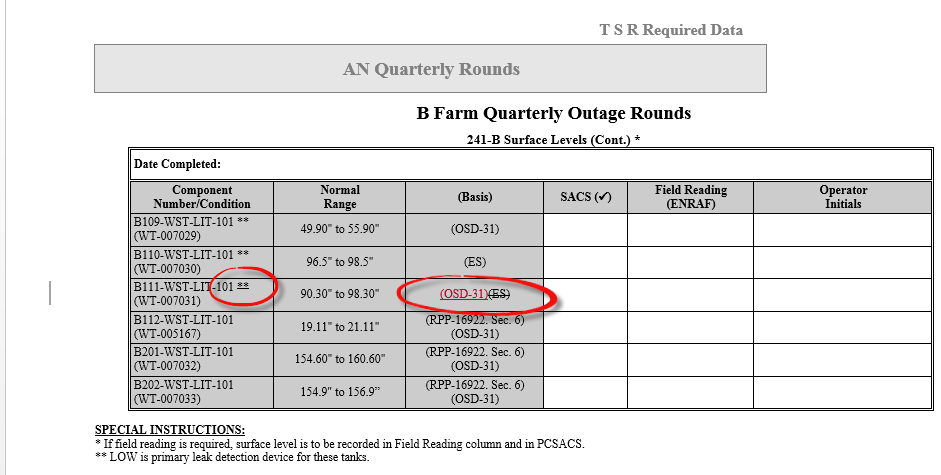 T S R Required Data
AN Quarterly Rounds
B Farm Quarterly Outage Rounds
241-B Surface Levels (Cont.) *
Date Completed:
Component Number/Condition Normal Range (Basis) SACS (✓) Field Reading (ENRAF) Operator Initials
B109-WST-LIT-101 **
(WT-007029) 49.90" to 55.90" (OSD-31)
B110-WST-LIT-101 **
(WT-007030) 96.5" to 98.5" (ES)
B111-WST-LIT-101 **
(WT-007031) 90.30" to 98.30" (OSD-31)(ES)
B112-WST-LIT-101
(WT-005167) 19.11" to 21.11" (RPP-16922. Sec. 6)
(OSD-31)
B201-WST-LIT-101
(WT-007032) 154.60" to 160.60" (RPP-16922. Sec. 6)
(OSD-31)
B202-WST-LIT-101
(WT-007033) 154.9" to 156.9” (RPP-16922. Sec. 6)
(OSD-31)
SPECIAL INSTRUCTIONS:
* If field reading is required, surface level is to be recorded in Field Reading column and in PCSACS.
** LOW is primary leak detection device for these tanks.